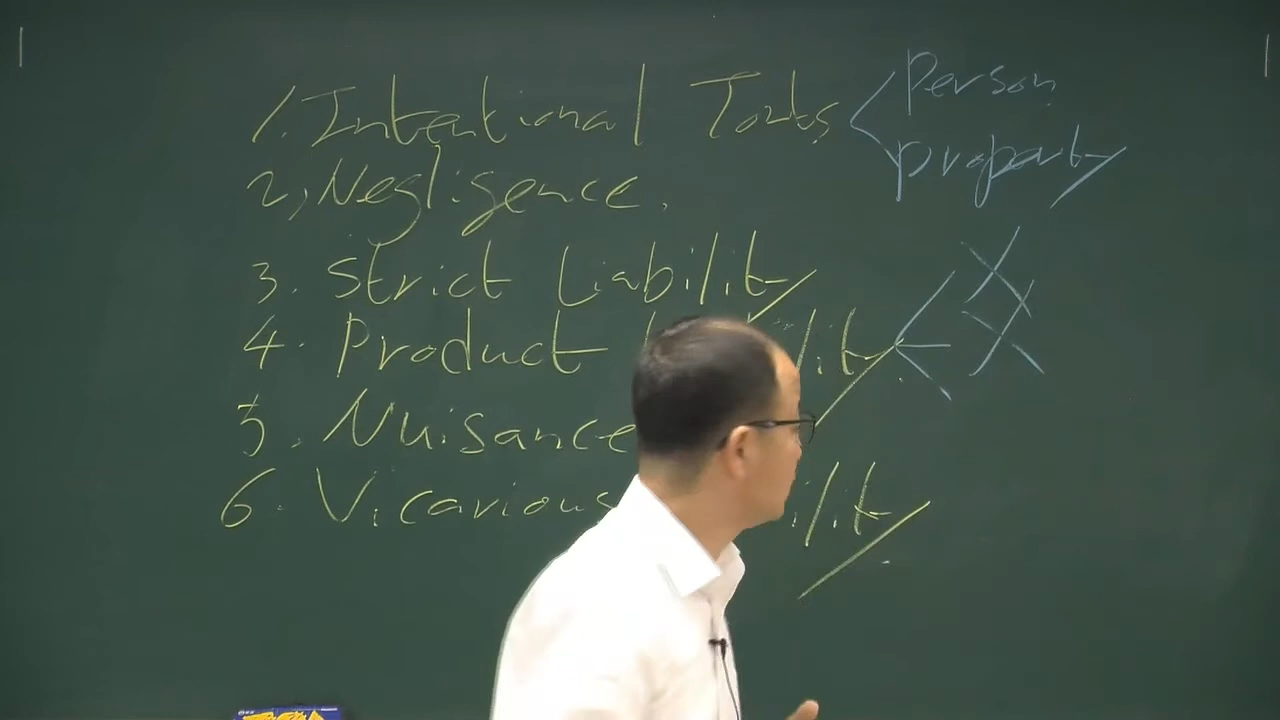 1. Intentional Torts < Person
property
2, Negligence.
3. Strict Liability
4. Product
5. Nuisance
6. Vicarious